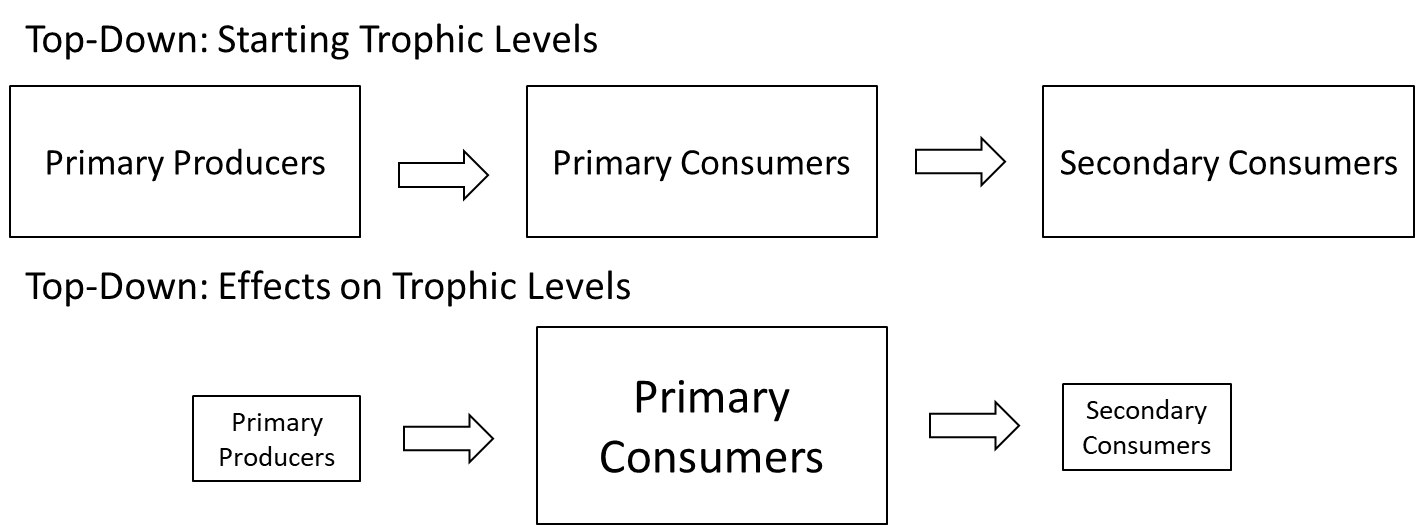 Top-Down: Starting Trophic Levels
Primary Producers
Primary Consumers
Secondary Consumers
Top-Down: Effects on Trophic Levels
Primary
Producers
Primary
Consumers
Secondary
Consumers